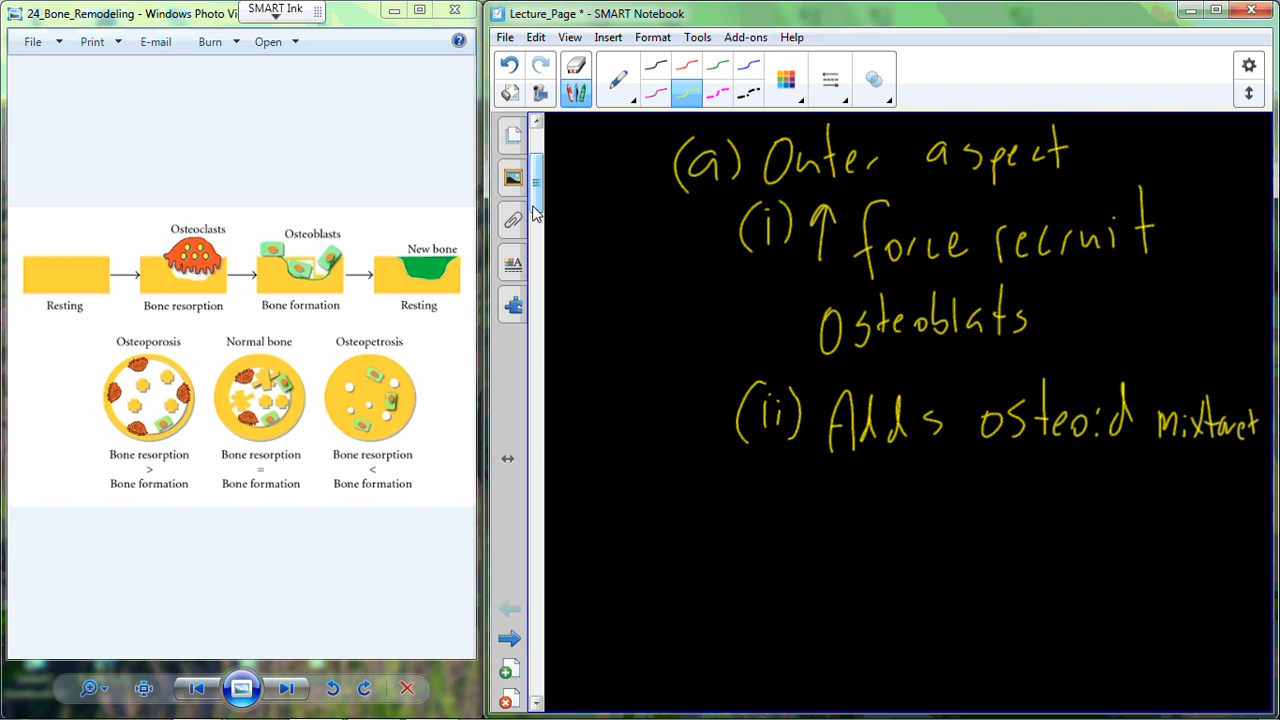 24_Bone_Remodeling - Windows Photo Vi
SMART Ink
File Print E-mail Burn Open
Osteoclasts
Osteoblasts
New bone
Resting Bone resorption Bone formation Resting
Osteoporosis Normal bone Osteopetrosis
Bone resorption Bone resorption Bone resorption
> = <
Bone formation Bone formation Bone formation
Lecture_Page * - SMART Notebook
File Edit View Insert Format Tools Add-ons Help
(a) Outer aspect
(i) ↑ force recruit
Osteoblats
(ii) Adds osteoid